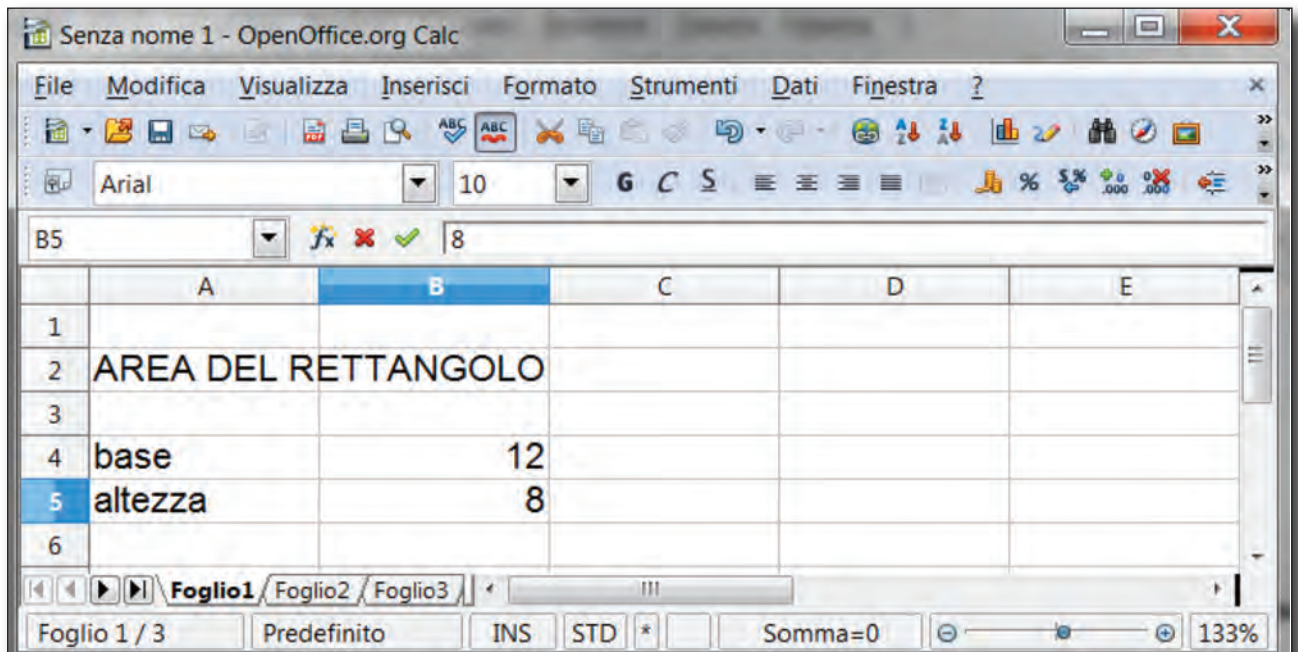 Senza nome 1 - OpenOffice.org Calc
File Modifica Visualizza Inserisci Formato Strumenti Dati Finestra ?
Arial 10 G C S
B5 8
A B C D E
1
2 AREA DEL RETTANGOLO
3
4 base 12
5 altezza 8
6
Foglio1 Foglio2 Foglio3
Foglio 1 / 3 Predefinito INS STD * Somma=0 133%